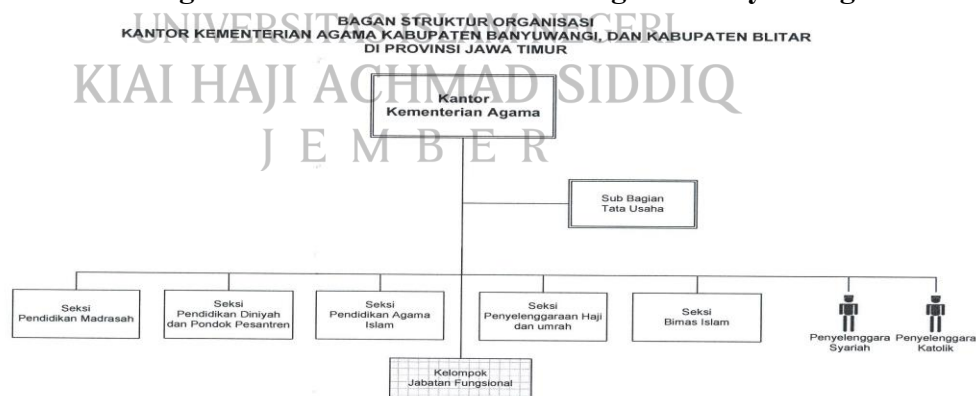 UNIVERSITAS ISLAM NEGERI
BAGAN STRUKTUR ORGANISASI
KANTOR KEMENTERIAN AGAMA KABUPATEN BANYUWANGI, DAN KABUPATEN BLITAR
DI PROVINSI JAWA TIMUR
KIAI HAJI ACHMAD SIDDIQ
JEMBER
Kantor
Kementerian Agama
Sub Bagian
Tata Usaha
Seksi
Pendidikan Madrasah
Seksi
Pendidikan Diniyah
dan Pondok Pesantren
Seksi
Pendidikan Agama
Islam
Seksi
Penyelenggaraan Haji
dan umrah
Seksi
Bimas Islam
Penyelenggara
Syariah
Penyelenggara
Katolik
Kelompok
Jabatan Fungsional